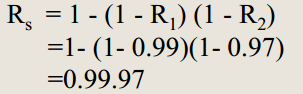 Rs = 1 - (1 - R1) (1 - R2)
=1- (1- 0.99)(1- 0.97)
=0.99.97